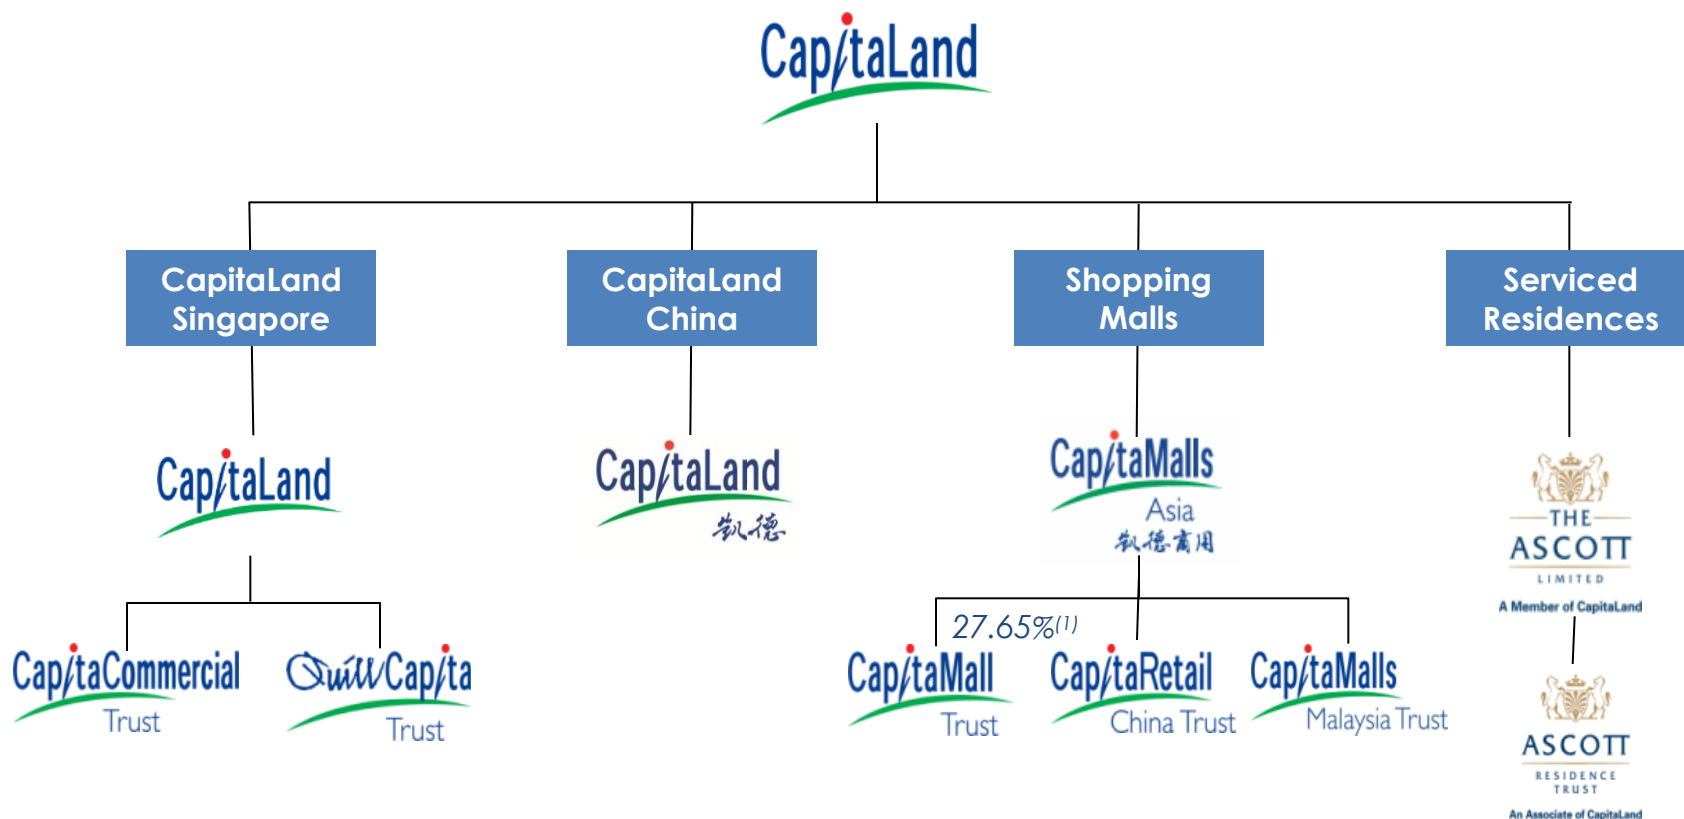 CapitaLand
CapitaLand
Singapore
CapitaLand
China
Shopping
Malls
Serviced
Residences
CapitaLand
CapitaLand
凯德
CapitaMalls
Asia
凯德商用
THE
ASCOTT
LIMITED
A Member of CapitaLand
27.65%(1)
CapitaCommercial
Trust
QuillCapita
Trust
CapitaMall
Trust
CapitaRetail
China Trust
CapitaMalls
Malaysia Trust
ASCOTT
RESIDENCE
TRUST
An Associate of CapitaLand